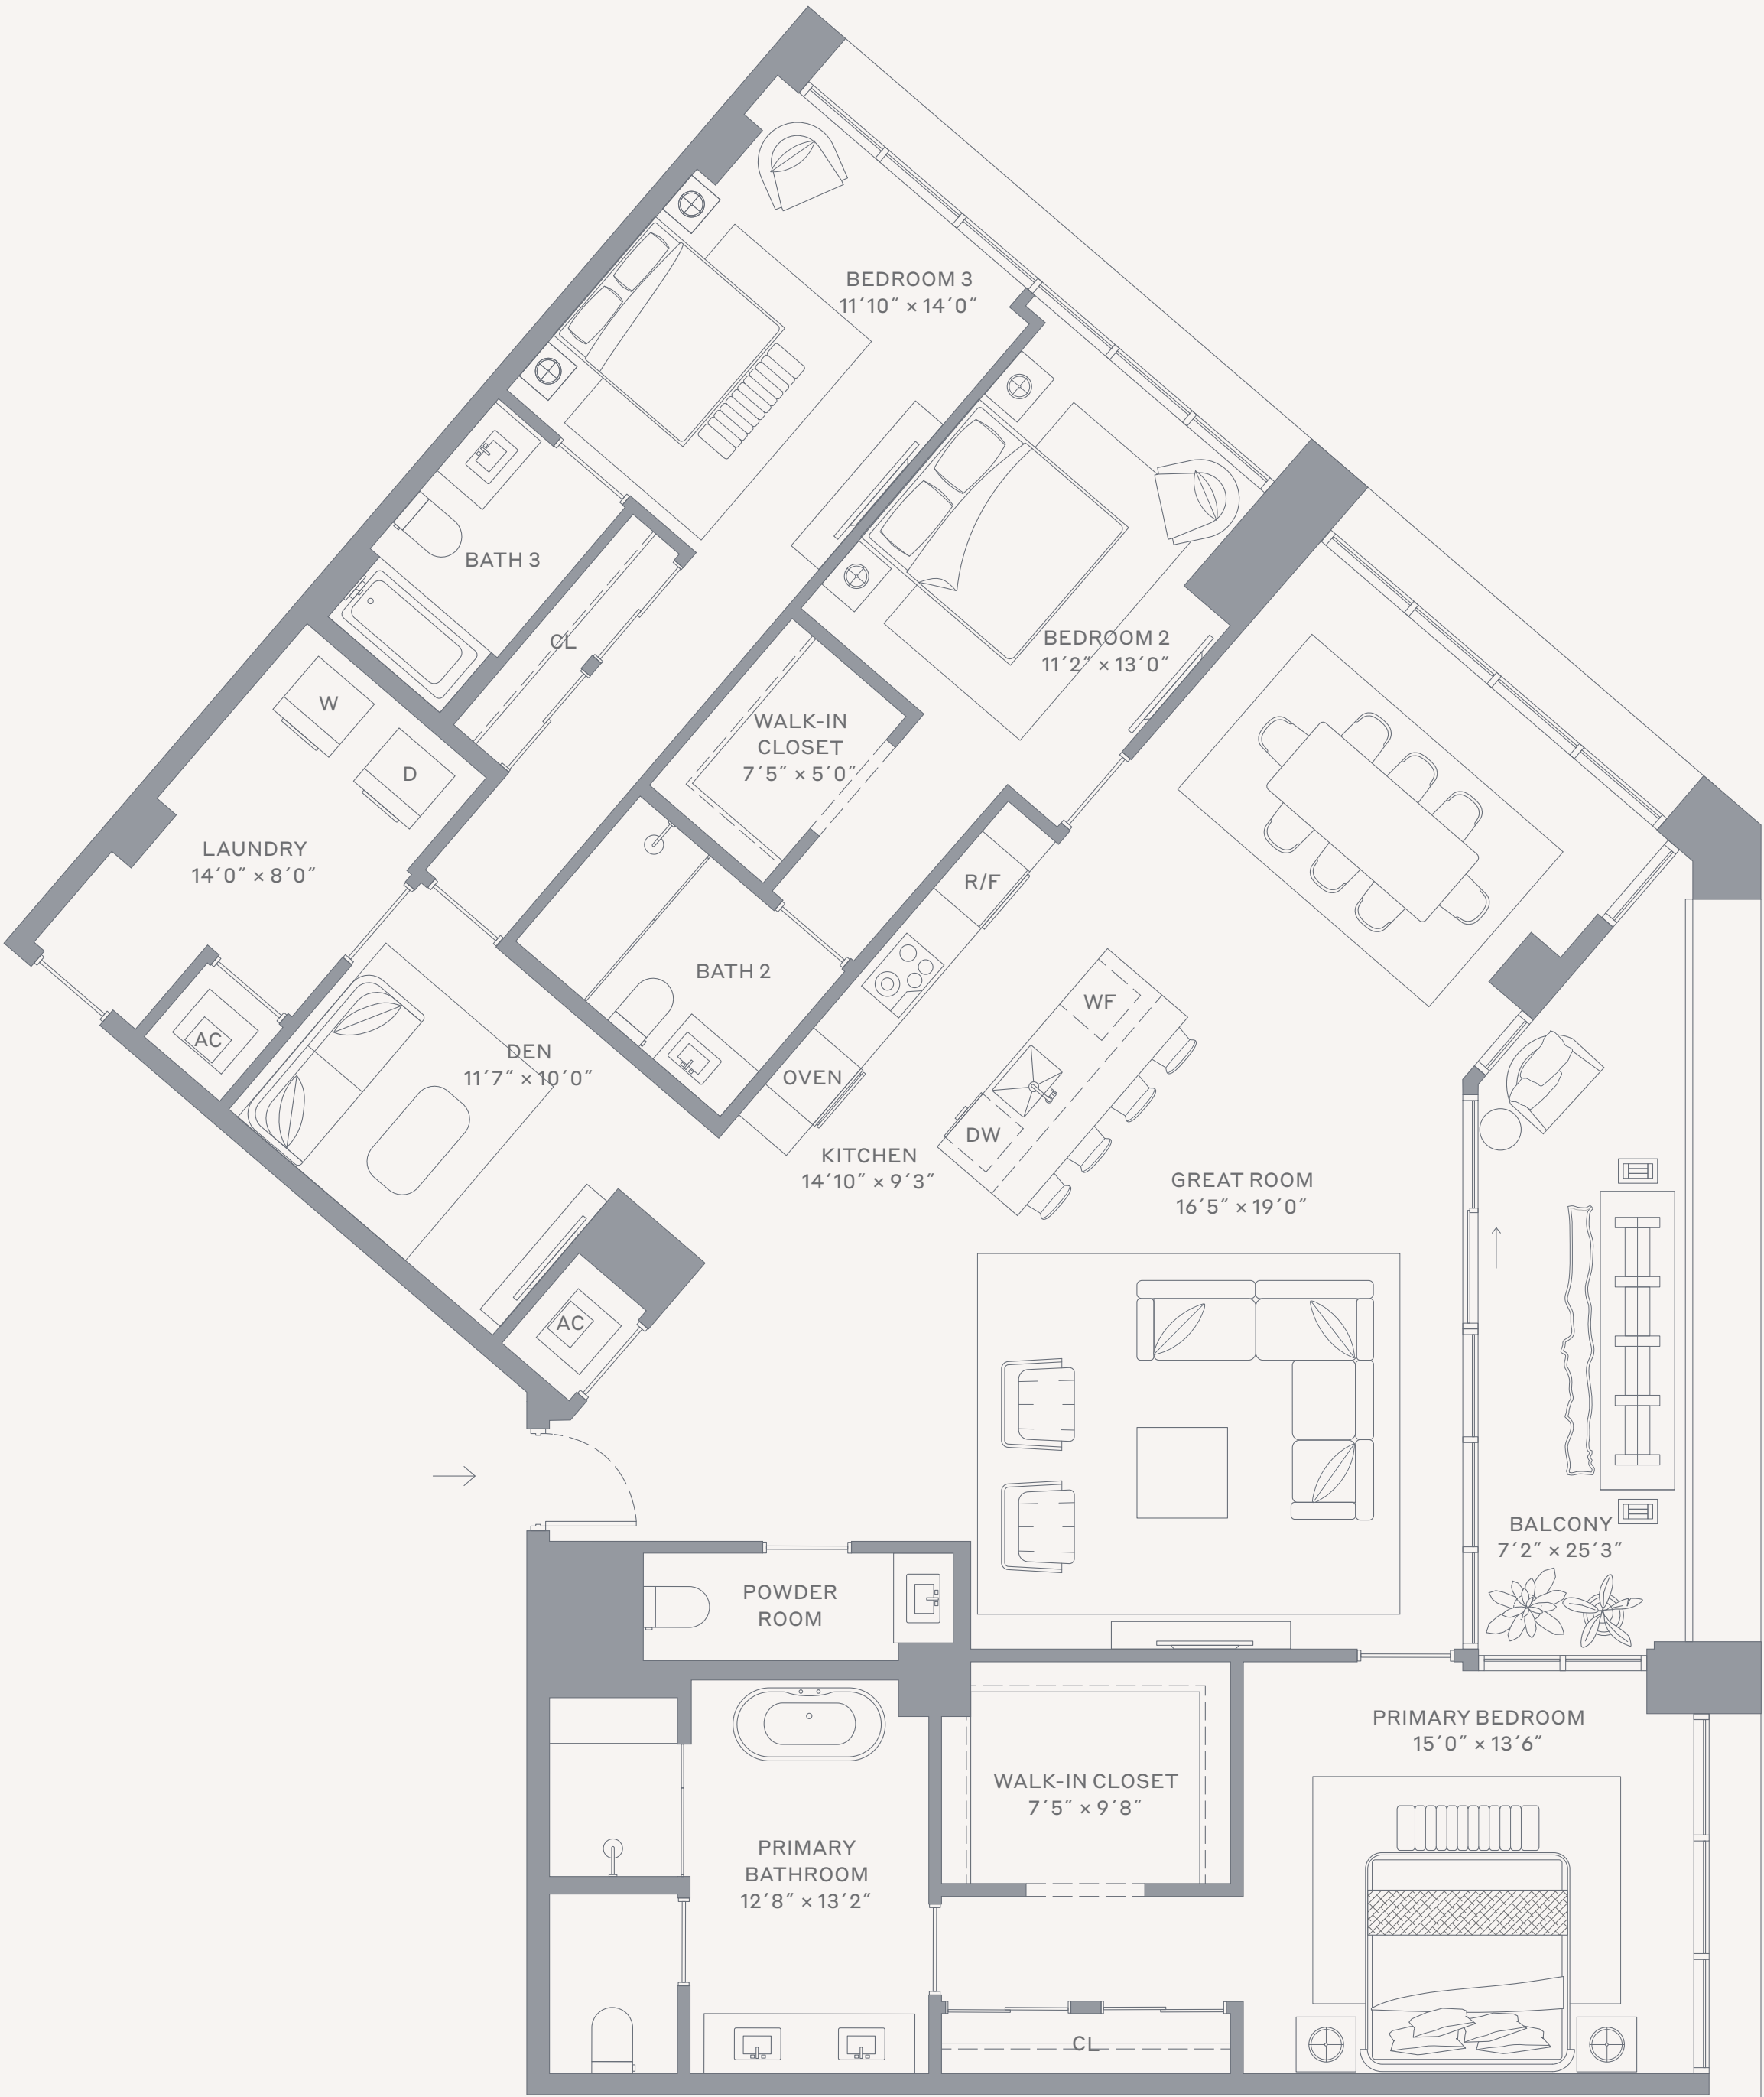 BEDROOM 3
11′10″ × 14′0″
BATH 3
CL
BEDROOM 2
11′2″ × 13′0″
W
WALK-IN
CLOSET
7′5″ × 5′0″
D
LAUNDRY
14′0″ × 8′0″
R/F
BATH 2
WF
AC
DEN
11′7″ × 10′0″
OVEN
DW
KITCHEN
14′10″ × 9′3″
GREAT ROOM
16′5″ × 19′0″
AC
BALCONY
7′2″ × 25′3″
POWDER
ROOM
PRIMARY BEDROOM
15′0″ × 13′6″
WALK-IN CLOSET
7′5″ × 9′8″
PRIMARY
BATHROOM
12′8″ × 13′2″
CL